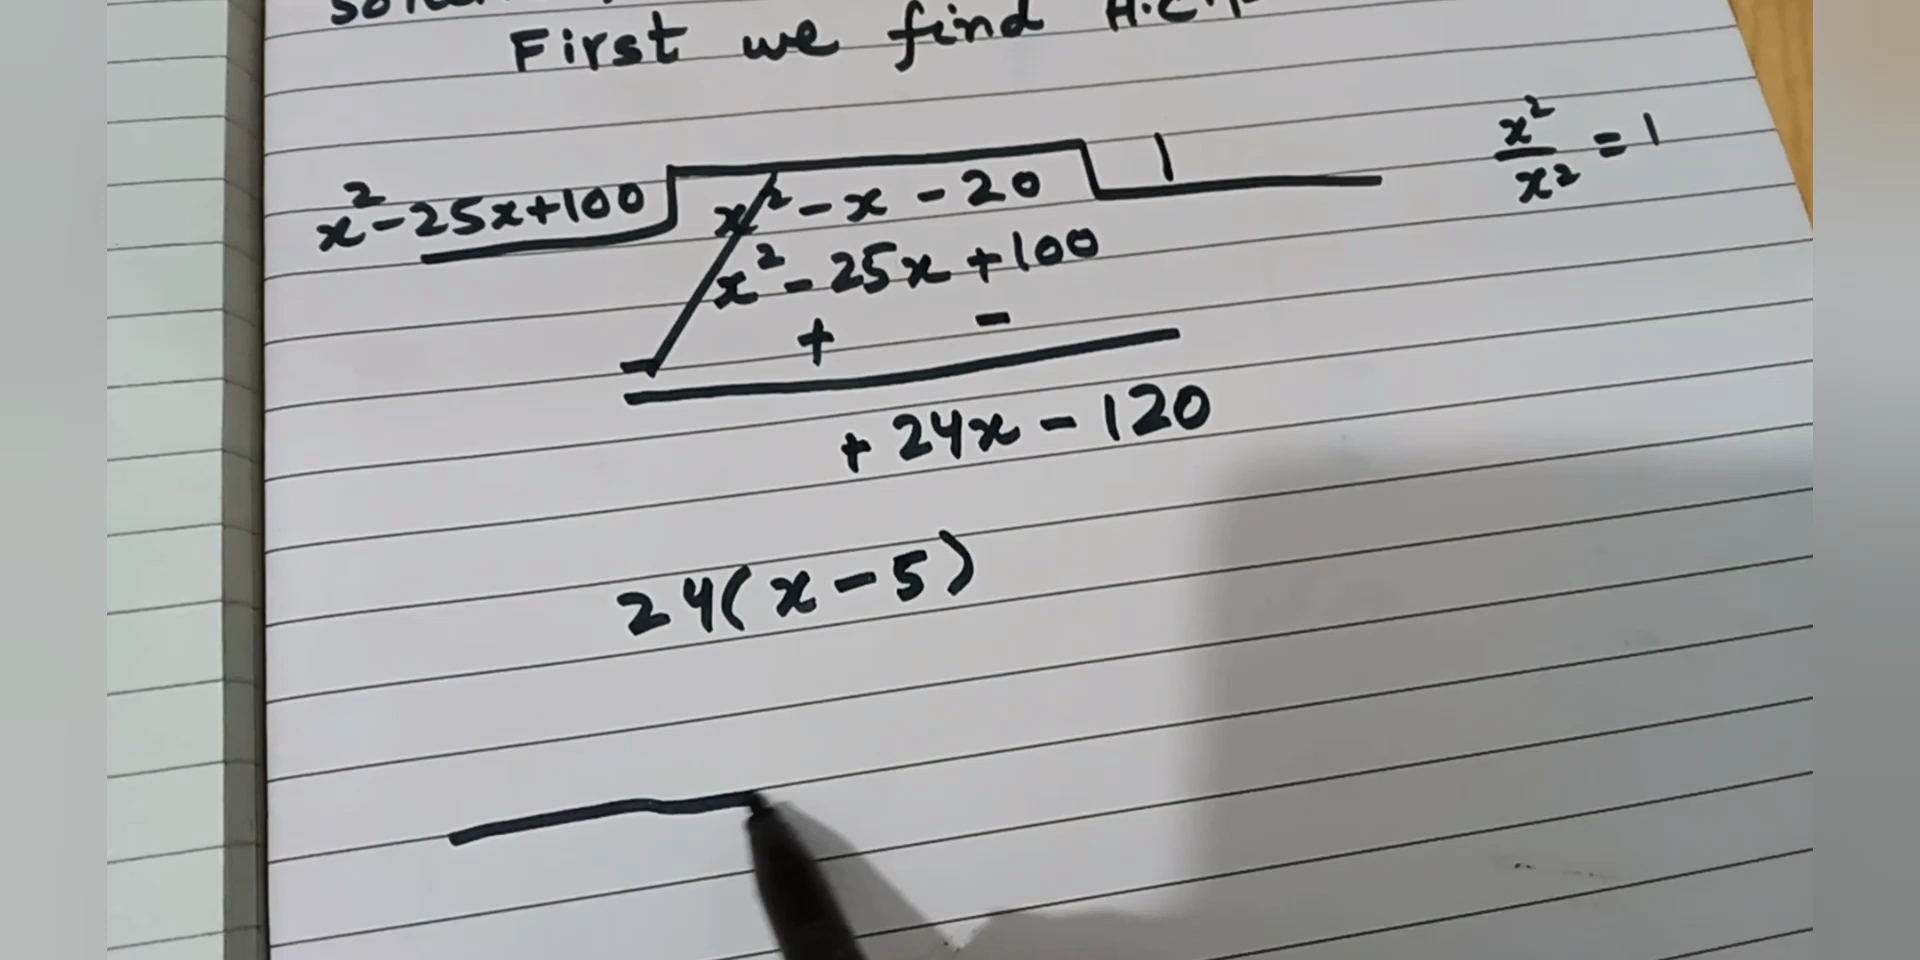 First we find H.C.F
x² - 25x + 100 x² - x - 20 1
x²/x² = 1
x² - 25x + 100
- + -
+ 24x - 120
24(x - 5)